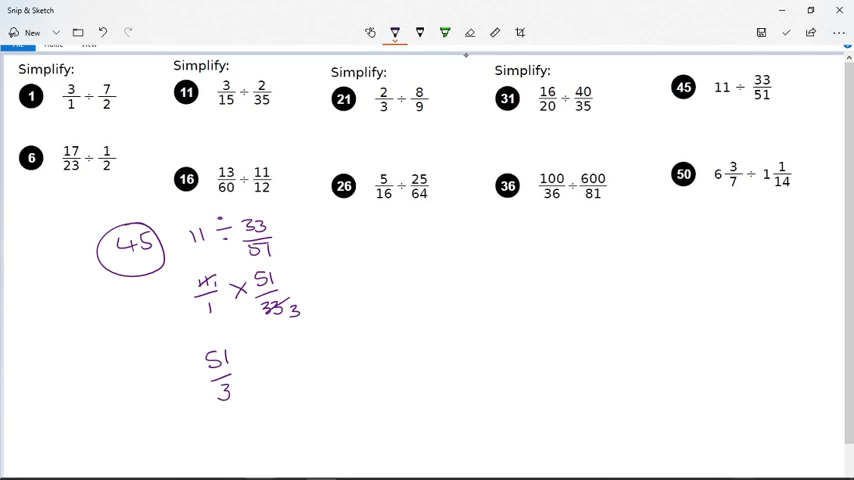 Snip & Sketch
New
File Home View
Simplify: Simplify: Simplify: Simplify:
1 3/1 ÷ 7/2
11 3/15 ÷ 2/35
21 2/3 ÷ 8/9
31 16/20 ÷ 40/35
45 11 ÷ 33/51
6 17/23 ÷ 1/2
16 13/60 ÷ 11/12
26 5/16 ÷ 25/64
36 100/36 ÷ 600/81
50 6 3/7 ÷ 1 1/14
45 11 ÷ 33/51
11 1/1 × 51/33 3
51/3